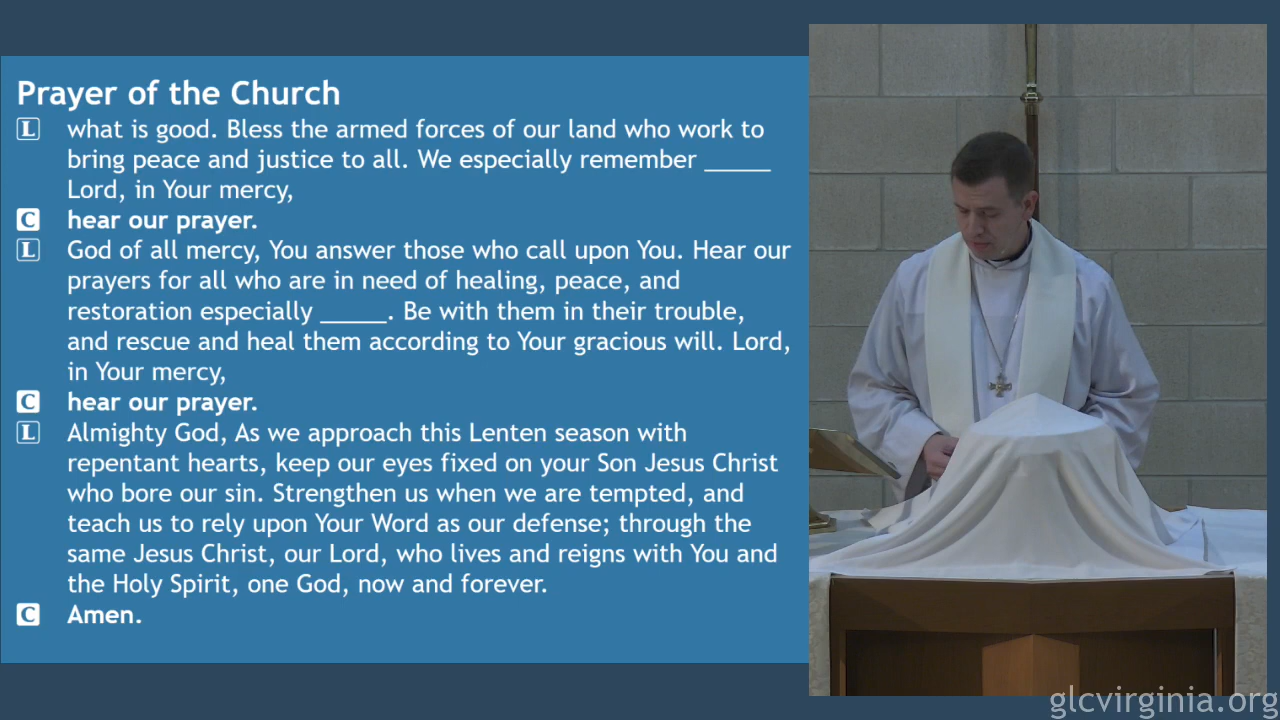 Prayer of the Church
L what is good. Bless the armed forces of our land who work to
bring peace and justice to all. We especially remember _____
Lord, in Your mercy,
C hear our prayer.
L God of all mercy, You answer those who call upon You. Hear our
prayers for all who are in need of healing, peace, and
restoration especially _____. Be with them in their trouble,
and rescue and heal them according to Your gracious will. Lord,
in Your mercy,
C hear our prayer.
L Almighty God, As we approach this Lenten season with
repentant hearts, keep our eyes fixed on your Son Jesus Christ
who bore our sin. Strengthen us when we are tempted, and
teach us to rely upon Your Word as our defense; through the
same Jesus Christ, our Lord, who lives and reigns with You and
the Holy Spirit, one God, now and forever.
C Amen.
glcvirginia.org